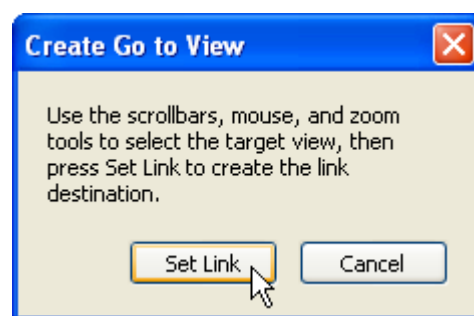 Create Go to View
Use the scrollbars, mouse, and zoom
tools to select the target view, then
press Set Link to create the link
destination.
Set Link
Cancel